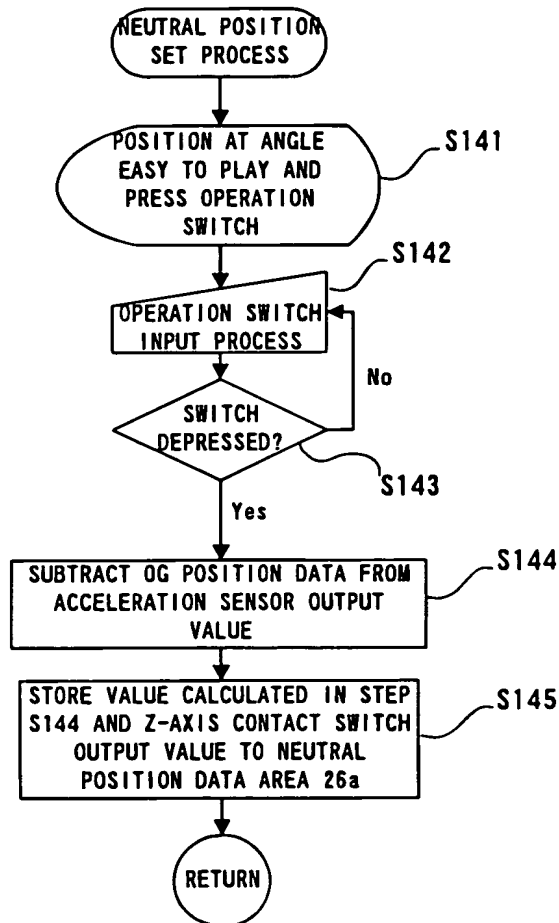 NEUTRAL POSITION
SET PROCESS
POSITION AT ANGLE
EASY TO PLAY AND
PRESS OPERATION
SWITCH
S141
S142
OPERATION SWITCH
INPUT PROCESS
No
SWITCH
DEPRESSED?
S143
Yes
SUBTRACT OG POSITION DATA FROM
ACCELERATION SENSOR OUTPUT
VALUE
S144
STORE VALUE CALCULATED IN STEP
S144 AND Z-AXIS CONTACT SWITCH
OUTPUT VALUE TO NEUTRAL
POSITION DATA AREA 26a
S145
RETURN